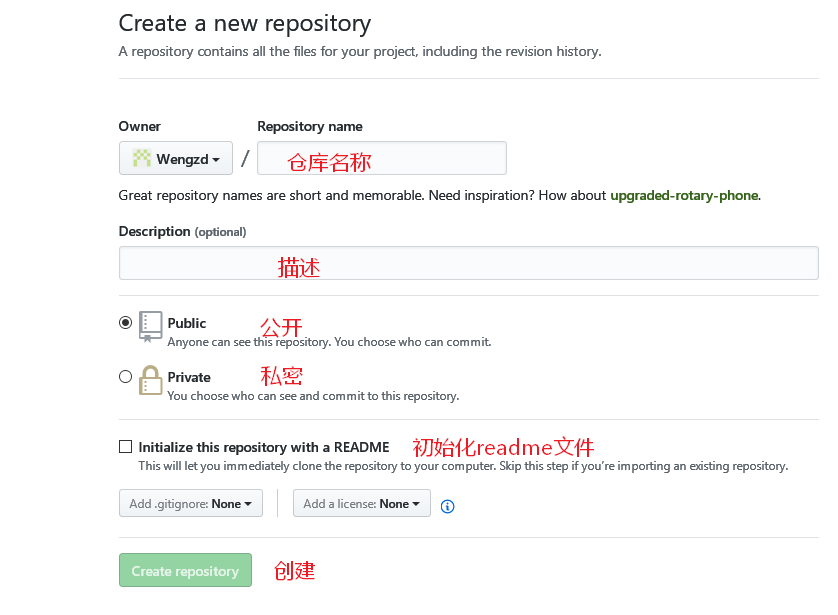 Create a new repository
A repository contains all the files for your project, including the revision history.
Owner Repository name
Wengzd / 仓库名称
Great repository names are short and memorable. Need inspiration? How about upgraded-rotary-phone.
Description (optional)
描述
Public 公开
Anyone can see this repository. You choose who can commit.
Private 私密
You choose who can see and commit to this repository.
Initialize this repository with a README 初始化readme文件
This will let you immediately clone the repository to your computer. Skip this step if you’re importing an existing repository.
Add .gitignore: None Add a license: None
Create repository 创建